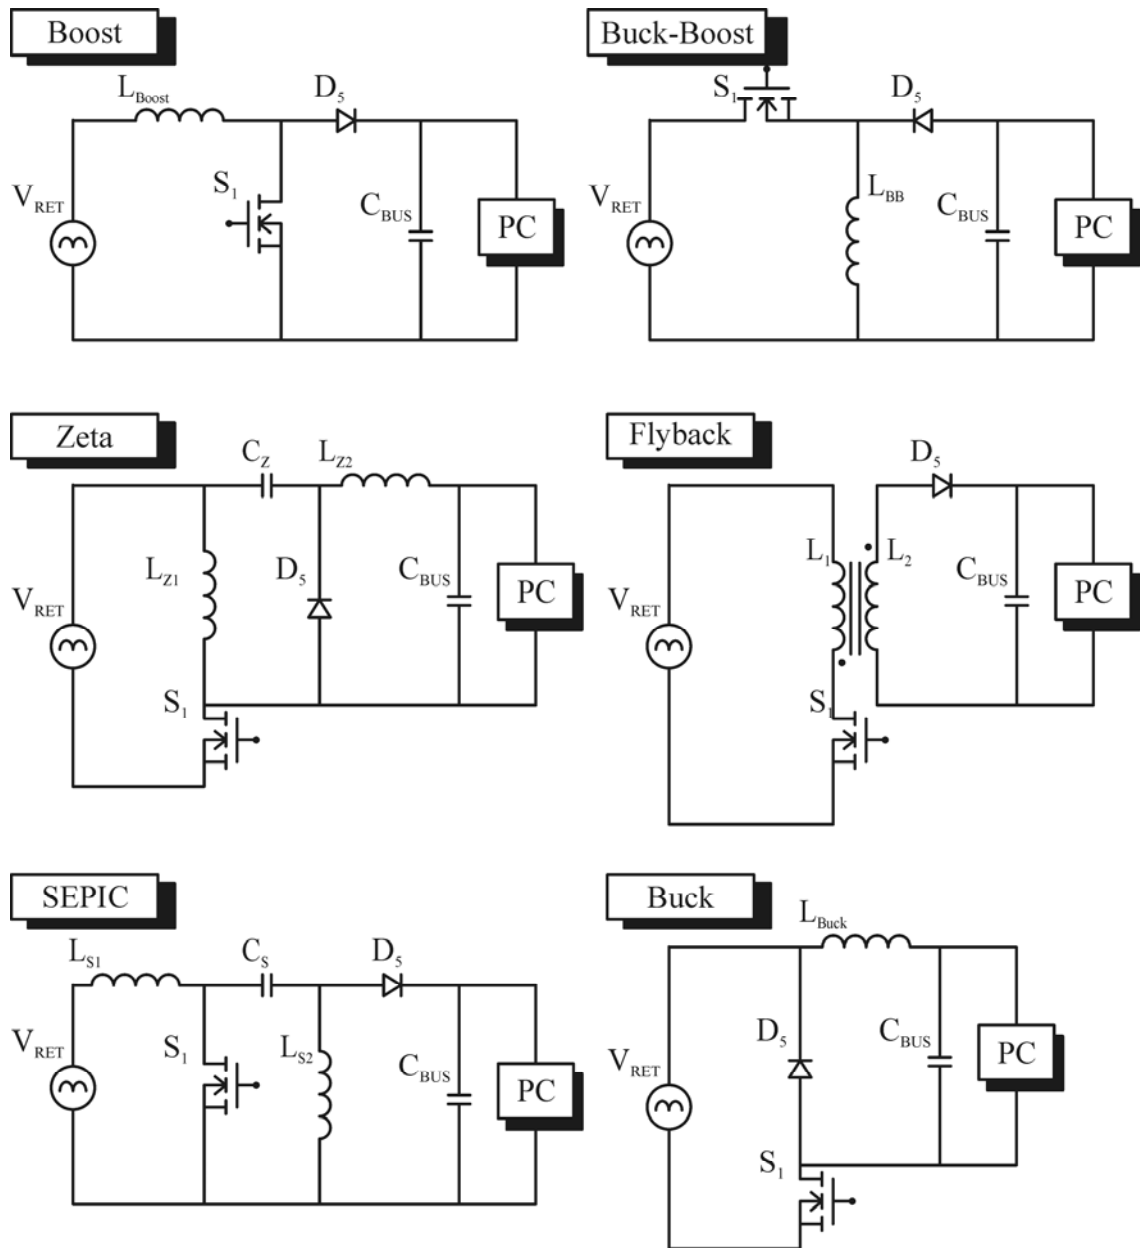 Boost
L_Boost
D_5
S_1
V_RET
C_BUS
PC
Buck-Boost
S_1
D_5
V_RET
L_BB
C_BUS
PC
Zeta
C_Z
L_Z2
L_Z1
D_5
C_BUS
PC
V_RET
S_1
Flyback
D_5
L_1
L_2
C_BUS
PC
V_RET
S_1
SEPIC
L_S1
C_S
D_5
V_RET
S_1
L_S2
C_BUS
PC
Buck
L_Buck
D_5
C_BUS
PC
V_RET
S_1